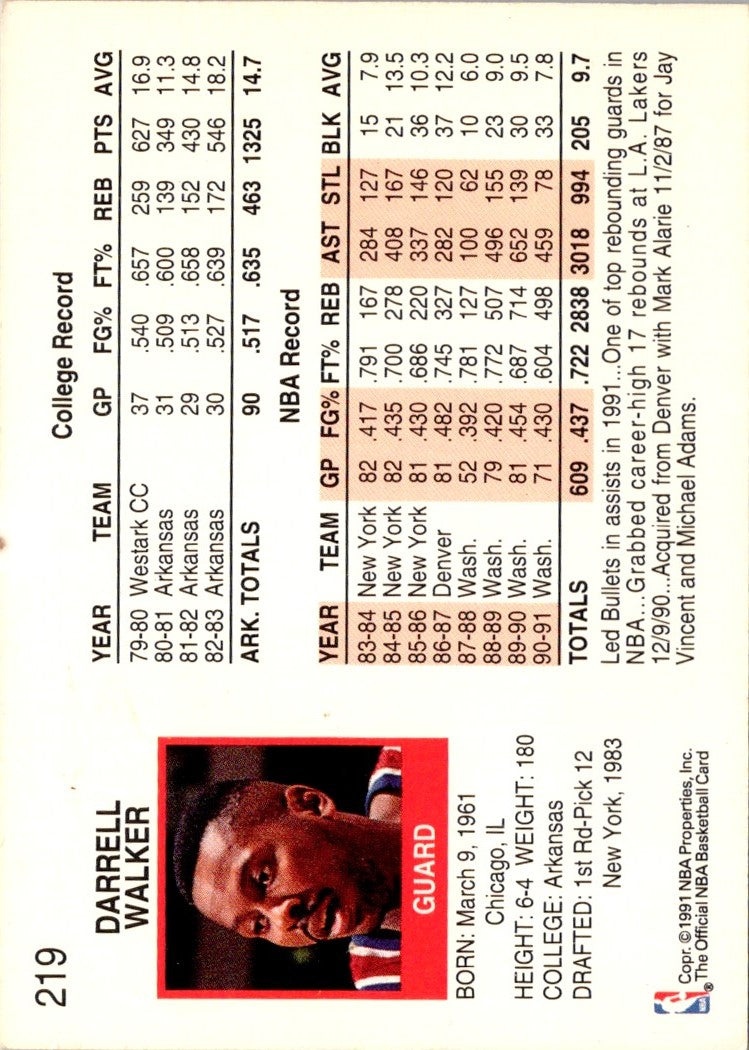 219
DARRELL
WALKER
GUARD
BORN: March 9, 1961
Chicago, IL
HEIGHT: 6-4 WEIGHT: 180
COLLEGE: Arkansas
DRAFTED: 1st Rd-Pick 12
New York, 1983
NBA
Copr. ©1991 NBA Properties, Inc.
® The Official NBA Basketball Card
College Record
YEAR TEAM GP FG% FT% REB PTS AVG
79-80 Westark CC 37 .540 .657 259 627 16.9
80-81 Arkansas 31 .509 .600 139 349 11.3
81-82 Arkansas 29 .513 .658 152 430 14.8
82-83 Arkansas 30 .527 .639 172 546 18.2
ARK. TOTALS 90 .517 .635 463 1325 14.7
NBA Record
YEAR TEAM GP FG% FT% REB AST STL BLK AVG
83-84 New York 82 .417 .791 167 284 127 15 7.9
84-85 New York 82 .435 .700 278 408 167 21 13.5
85-86 New York 81 .430 .686 220 337 146 36 10.3
86-87 Denver 81 .482 .745 327 282 120 37 12.2
87-88 Wash. 52 .392 .781 127 100 62 10 6.0
88-89 Wash. 79 .420 .772 507 496 155 23 9.0
89-90 Wash. 81 .454 .687 714 652 139 30 9.5
90-91 Wash. 71 .430 .604 498 459 78 33 7.8
TOTALS 609 .437 .722 2838 3018 994 205 9.7
Led Bullets in assists in 1991...One of top rebounding guards in
NBA...Grabbed career-high 17 rebounds at L.A. Lakers
12/9/90...Acquired from Denver with Mark Alarie 11/2/87 for Jay
Vincent and Michael Adams.